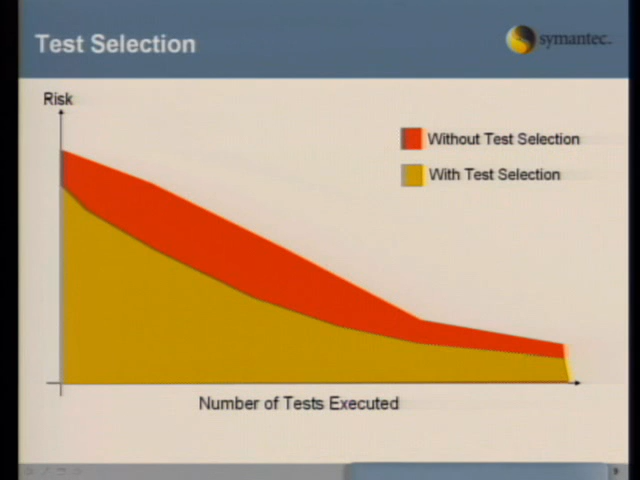 Test Selection
symantec.
Risk
Without Test Selection
With Test Selection
Number of Tests Executed